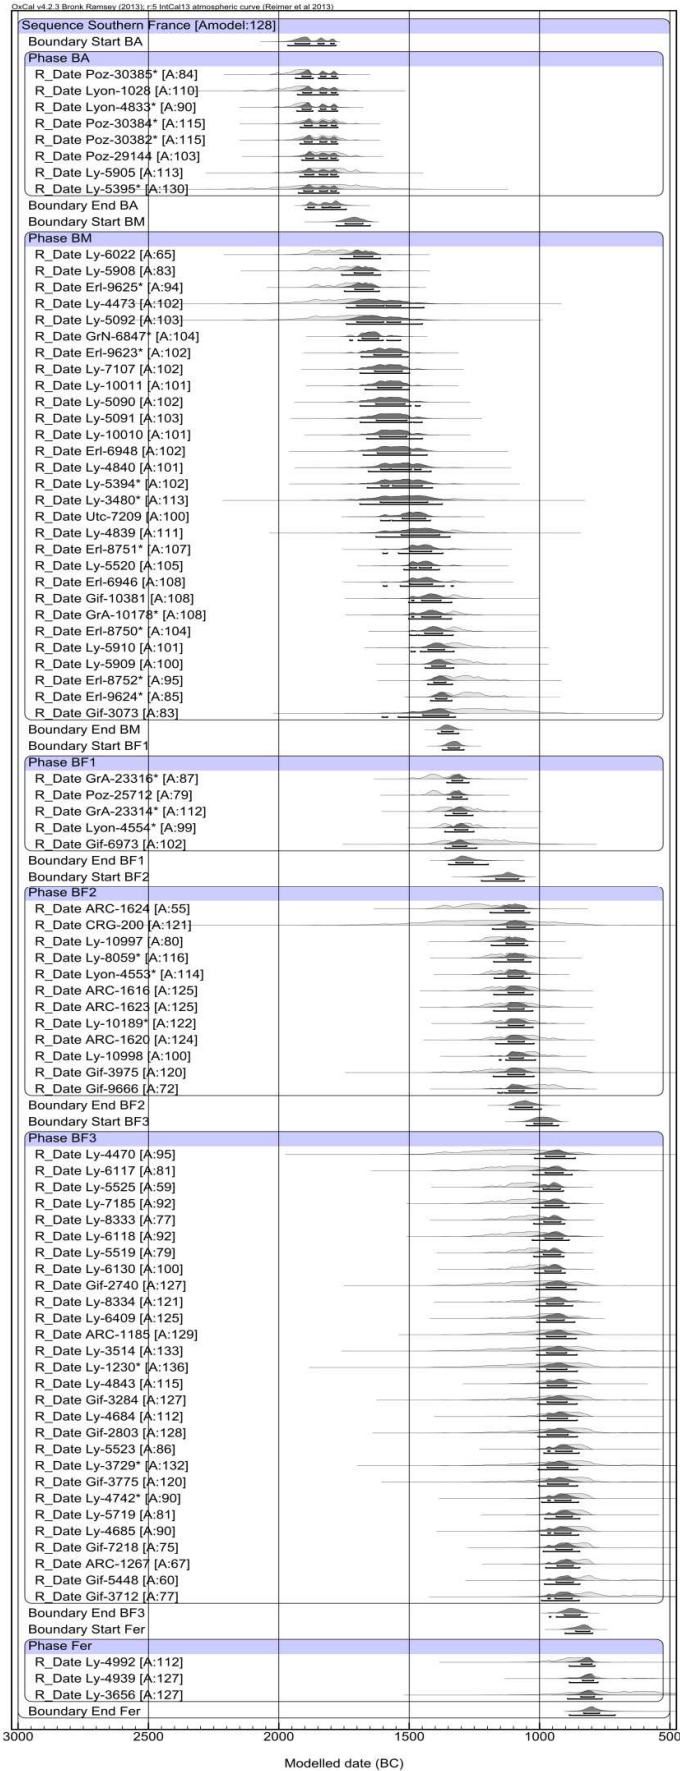 OxCal v4.2.3 Bronk Ramsey (2013); r:5 IntCal13 atmospheric curve (Reimer et al 2013)
Sequence Southern France [Amodel:128]
Boundary Start BA
Phase BA
R_Date Poz-30385* [A:84]
R_Date Lyon-1028 [A:110]
R_Date Lyon-4833* [A:90]
R_Date Poz-30384* [A:115]
R_Date Poz-30382* [A:115]
R_Date Poz-29144 [A:103]
R_Date Ly-5905 [A:113]
R_Date Ly-5395* [A:130]
Boundary End BA
Boundary Start BM
Phase BM
R_Date Ly-6022 [A:65]
R_Date Ly-5908 [A:83]
R_Date Erl-9625* [A:94]
R_Date Ly-4473 [A:102]
R_Date Ly-5092 [A:103]
R_Date GrN-6847* [A:104]
R_Date Erl-9623* [A:102]
R_Date Ly-7107 [A:102]
R_Date Ly-10011 [A:101]
R_Date Ly-5090 [A:102]
R_Date Ly-5091 [A:103]
R_Date Ly-10010 [A:101]
R_Date Erl-6948 [A:102]
R_Date Ly-4840 [A:101]
R_Date Ly-5394* [A:102]
R_Date Ly-3480* [A:113]
R_Date Utc-7209 [A:100]
R_Date Ly-4839 [A:111]
R_Date Erl-8751* [A:107]
R_Date Ly-5520 [A:105]
R_Date Erl-6946 [A:108]
R_Date Gif-10381 [A:108]
R_Date GrA-10178* [A:108]
R_Date Erl-8750* [A:104]
R_Date Ly-5910 [A:101]
R_Date Ly-5909 [A:100]
R_Date Erl-8752* [A:95]
R_Date Erl-9624* [A:85]
R_Date Gif-3073 [A:83]
Boundary End BM
Boundary Start BF1
Phase BF1
R_Date GrA-23316* [A:87]
R_Date Poz-25712 [A:79]
R_Date GrA-23314* [A:112]
R_Date Lyon-4554* [A:99]
R_Date Gif-6973 [A:102]
Boundary End BF1
Boundary Start BF2
Phase BF2
R_Date ARC-1624 [A:55]
R_Date CRG-200 [A:121]
R_Date Ly-10997 [A:80]
R_Date Ly-8059* [A:116]
R_Date Lyon-4553* [A:114]
R_Date ARC-1616 [A:125]
R_Date ARC-1623 [A:125]
R_Date Ly-10189* [A:122]
R_Date ARC-1620 [A:124]
R_Date Ly-10998 [A:100]
R_Date Gif-3975 [A:120]
R_Date Gif-9666 [A:72]
Boundary End BF2
Boundary Start BF3
Phase BF3
R_Date Ly-4470 [A:95]
R_Date Ly-6117 [A:81]
R_Date Ly-5525 [A:59]
R_Date Ly-7185 [A:92]
R_Date Ly-8333 [A:77]
R_Date Ly-6118 [A:92]
R_Date Ly-5519 [A:79]
R_Date Ly-6130 [A:100]
R_Date Gif-2740 [A:127]
R_Date Ly-8334 [A:121]
R_Date Ly-6409 [A:125]
R_Date ARC-1185 [A:129]
R_Date Ly-3514 [A:133]
R_Date Ly-1230* [A:136]
R_Date Ly-4843 [A:115]
R_Date Gif-3284 [A:127]
R_Date Ly-4684 [A:112]
R_Date Gif-2803 [A:128]
R_Date Ly-5523 [A:86]
R_Date Ly-3729* [A:132]
R_Date Gif-3775 [A:120]
R_Date Ly-4742* [A:90]
R_Date Ly-5719 [A:81]
R_Date Ly-4685 [A:90]
R_Date Gif-7218 [A:75]
R_Date ARC-1267 [A:67]
R_Date Gif-5448 [A:60]
R_Date Gif-3712 [A:77]
Boundary End BF3
Boundary Start Fer
Phase Fer
R_Date Ly-4992 [A:112]
R_Date Ly-4939 [A:127]
R_Date Ly-3656 [A:127]
Boundary End Fer
3000 2500 2000 1500 1000 500
Modelled date (BC)